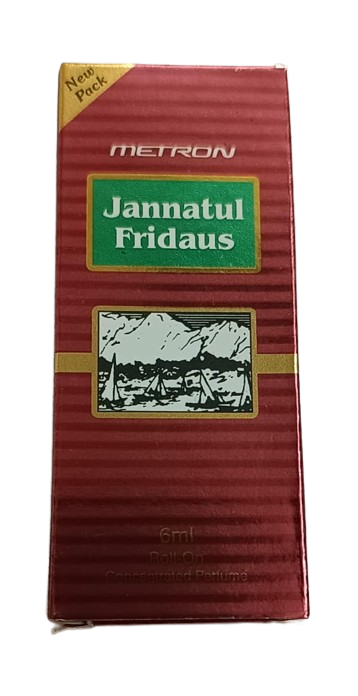 New
Pack
METRON
Jannatul
Fridaus
6ml
Roll-On
Concentrated Perfume